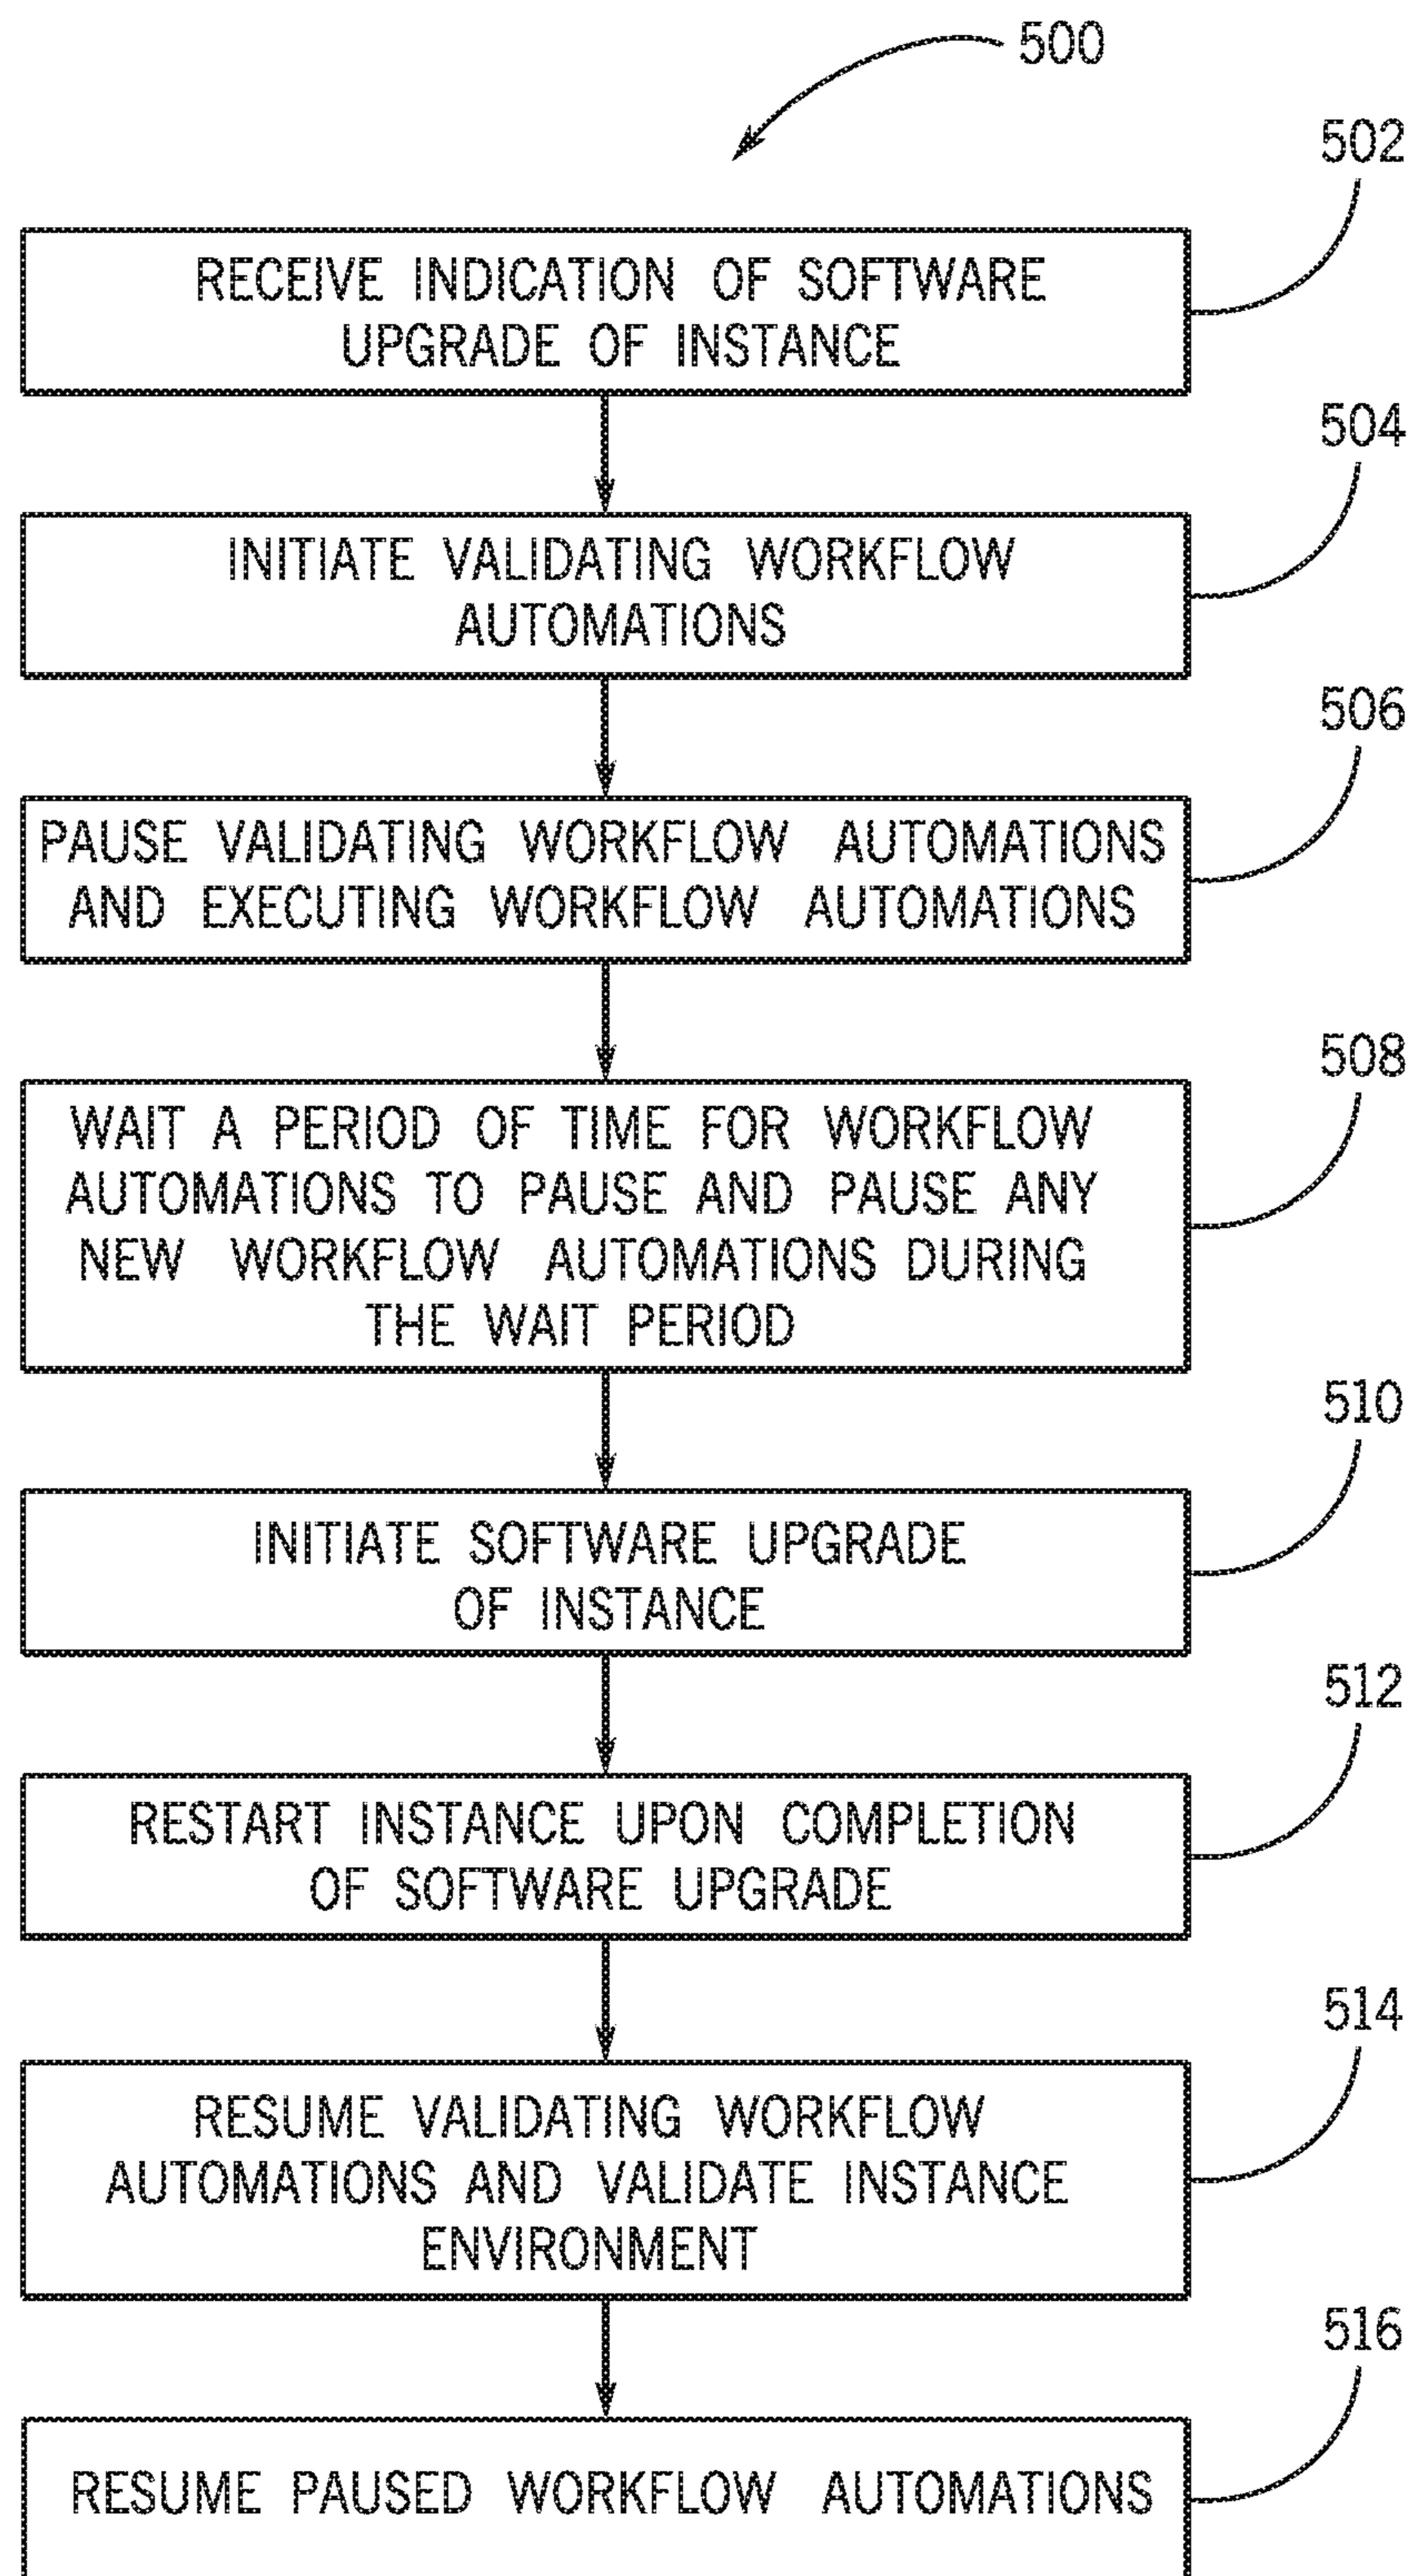 500
502
RECEIVE INDICATION OF SOFTWARE
UPGRADE OF INSTANCE
504
INITIATE VALIDATING WORKFLOW
AUTOMATIONS
506
PAUSE VALIDATING WORKFLOW AUTOMATIONS
AND EXECUTING WORKFLOW AUTOMATIONS
508
WAIT A PERIOD OF TIME FOR WORKFLOW
AUTOMATIONS TO PAUSE AND PAUSE ANY
NEW WORKFLOW AUTOMATIONS DURING
THE WAIT PERIOD
510
INITIATE SOFTWARE UPGRADE
OF INSTANCE
512
RESTART INSTANCE UPON COMPLETION
OF SOFTWARE UPGRADE
514
RESUME VALIDATING WORKFLOW
AUTOMATIONS AND VALIDATE INSTANCE
ENVIRONMENT
516
RESUME PAUSED WORKFLOW AUTOMATIONS